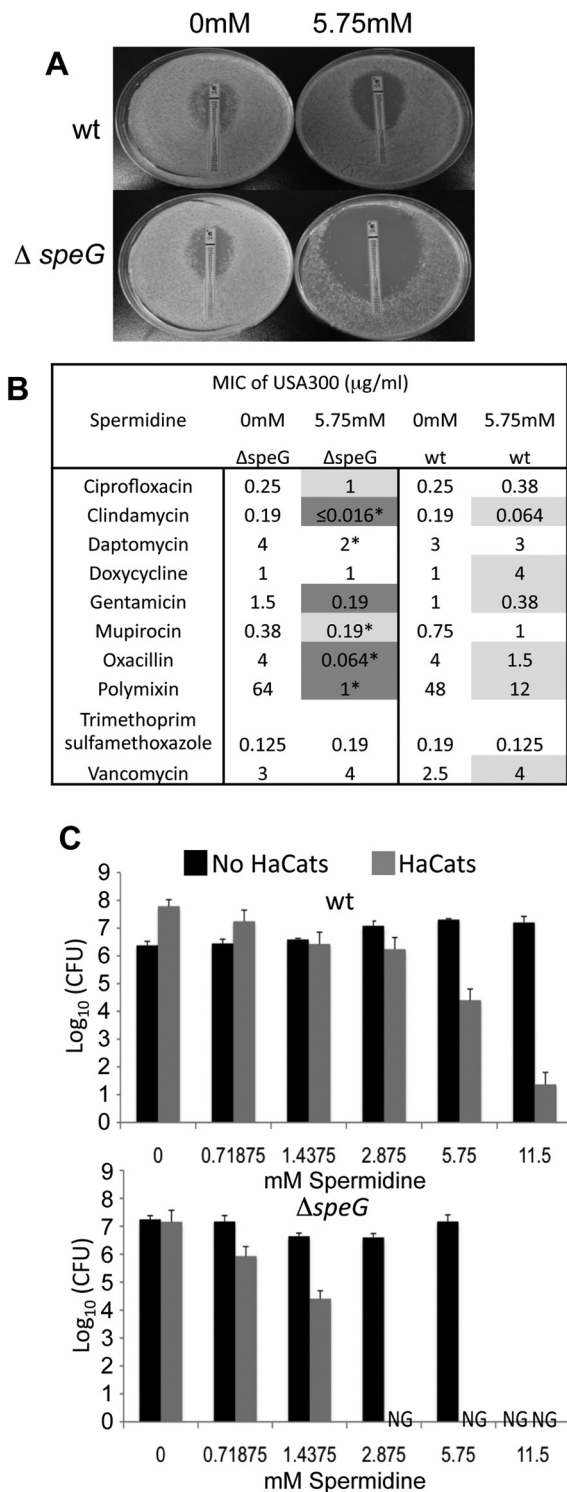 0mM 5.75mM
A
wt
Δ speG
B
MIC of USA300 (μg/ml)
Spermidine 0mM 5.75mM 0mM 5.75mM
ΔspeG ΔspeG wt wt
Ciprofloxacin 0.25 1 0.25 0.38
Clindamycin 0.19 ≤0.016* 0.19 0.064
Daptomycin 4 2* 3 3
Doxycycline 1 1 1 4
Gentamicin 1.5 0.19 1 0.38
Mupirocin 0.38 0.19* 0.75 1
Oxacillin 4 0.064* 4 1.5
Polymixin 64 1* 48 12
Trimethoprim
sulfamethoxazole 0.125 0.19 0.19 0.125
Vancomycin 3 4 2.5 4
C
No HaCats HaCats
wt
9
8
7
6
5
4
3
2
1
0
Log10 (CFU)
0 0.71875 1.4375 2.875 5.75 11.5
mM Spermidine
ΔspeG
9
8
7
6
5
4
3
2
1
0
Log10 (CFU)
NG NG NG NG
0 0.71875 1.4375 2.875 5.75 11.5
mM Spermidine